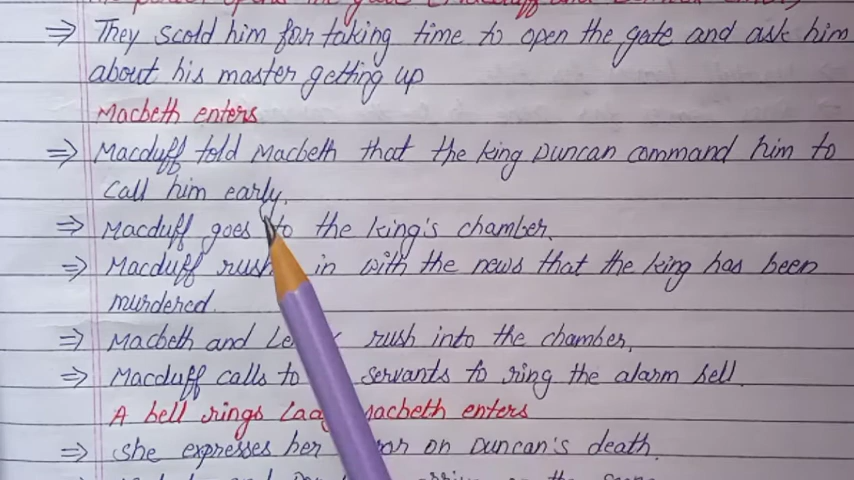 They scold him for taking time to open the gate and ask him
about his master getting up
Macbeth enters
Macduff told Macbeth that the king Duncan command him to
call him early.
Macduff goes to the king's chamber.
Macduff rush in with the news that the king has been
murdered.
Macbeth and rush into the chamber.
Macduff calls to servants to ring the alarm bell.
A bell rings Macbeth enters
She expresses her on Duncan's death.